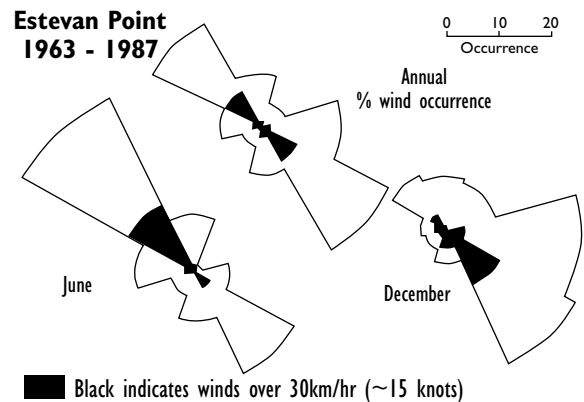 Estevan Point
1963 - 1987
0 10 20
Occurrence
Annual
% wind occurrence
June
December
Black indicates winds over 30km/hr (~15 knots)